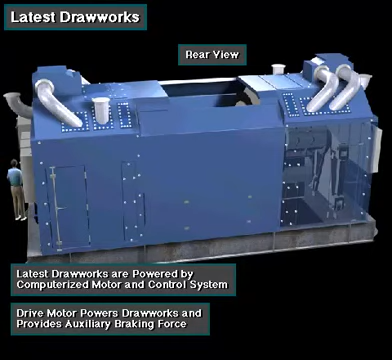 Latest Drawworks
Rear View
Latest Drawworks are Powered by
Computerized Motor and Control System
Drive Motor Powers Drawworks and
Provides Auxiliary Braking Force